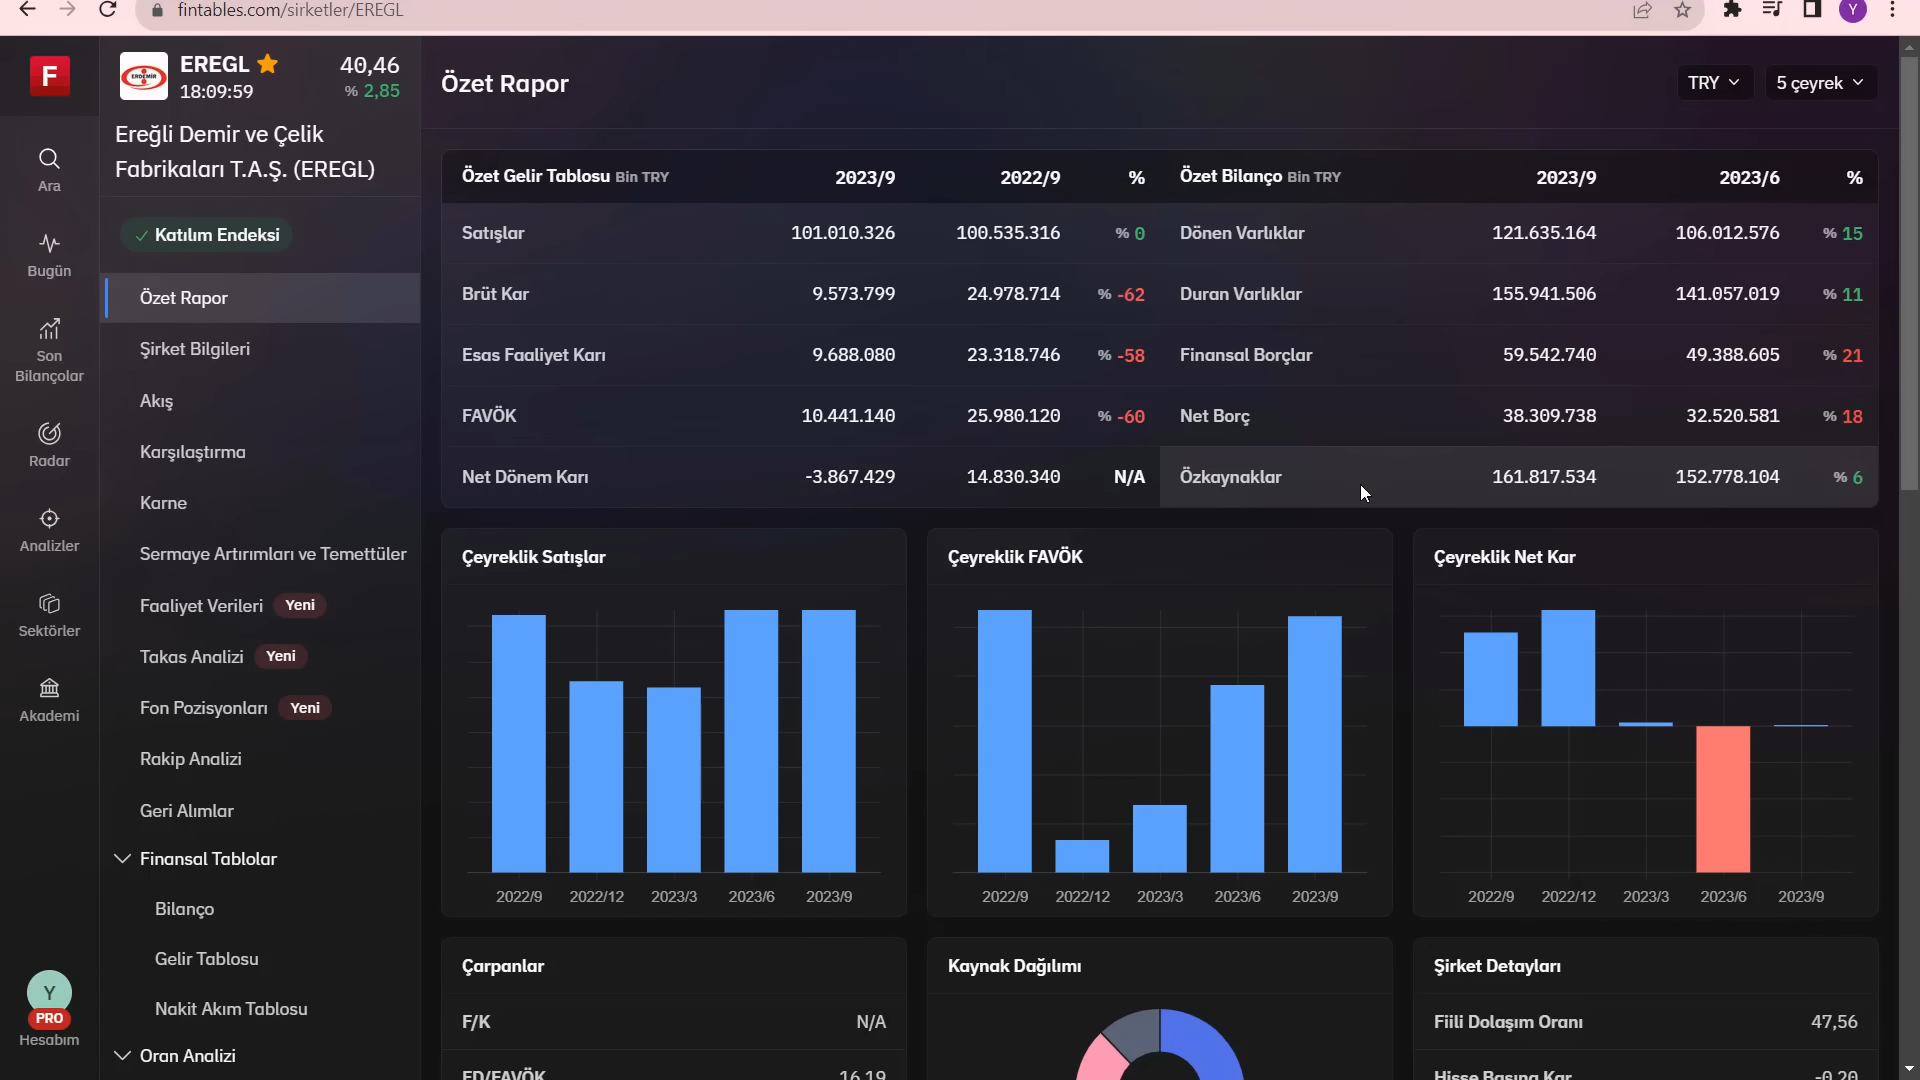 fintables.com/sirketler/EREGL
Y
F
Ara
Bugün
Son
Bilançolar
Radar
Analizler
Sektörler
Akademi
Y
PRO
Hesabım
ERDEMİR
EREGL
40,46
18:09:59
% 2,85
Ereğli Demir ve Çelik
Fabrikaları T.A.Ş. (EREGL)
Katılım Endeksi
Özet Rapor
Şirket Bilgileri
Akış
Karşılaştırma
Karne
Sermaye Artırımları ve Temettüler
Faaliyet Verileri Yeni
Takas Analizi Yeni
Fon Pozisyonları Yeni
Rakip Analizi
Geri Alımlar
Finansal Tablolar
Bilanço
Gelir Tablosu
Nakit Akım Tablosu
Oran Analizi
Özet Rapor
TRY
5 çeyrek
Özet Gelir Tablosu Bin TRY 2023/9 2022/9 %
Satışlar 101.010.326 100.535.316 % 0
Brüt Kar 9.573.799 24.978.714 % -62
Esas Faaliyet Karı 9.688.080 23.318.746 % -58
FAVÖK 10.441.140 25.980.120 % -60
Net Dönem Karı -3.867.429 14.830.340 N/A
Özet Bilanço Bin TRY 2023/9 2023/6 %
Dönen Varlıklar 121.635.164 106.012.576 % 15
Duran Varlıklar 155.941.506 141.057.019 % 11
Finansal Borçlar 59.542.740 49.388.605 % 21
Net Borç 38.309.738 32.520.581 % 18
Özkaynaklar 161.817.534 152.778.104 % 6
Çeyreklik Satışlar
2022/9 2022/12 2023/3 2023/6 2023/9
Çeyreklik FAVÖK
2022/9 2022/12 2023/3 2023/6 2023/9
Çeyreklik Net Kar
2022/9 2022/12 2023/3 2023/6 2023/9
Çarpanlar
F/K N/A
FD/FAVÖK 16,19
Kaynak Dağılımı
Şirket Detayları
Fiili Dolaşım Oranı 47,56
Hisse Başına Kar -0,20